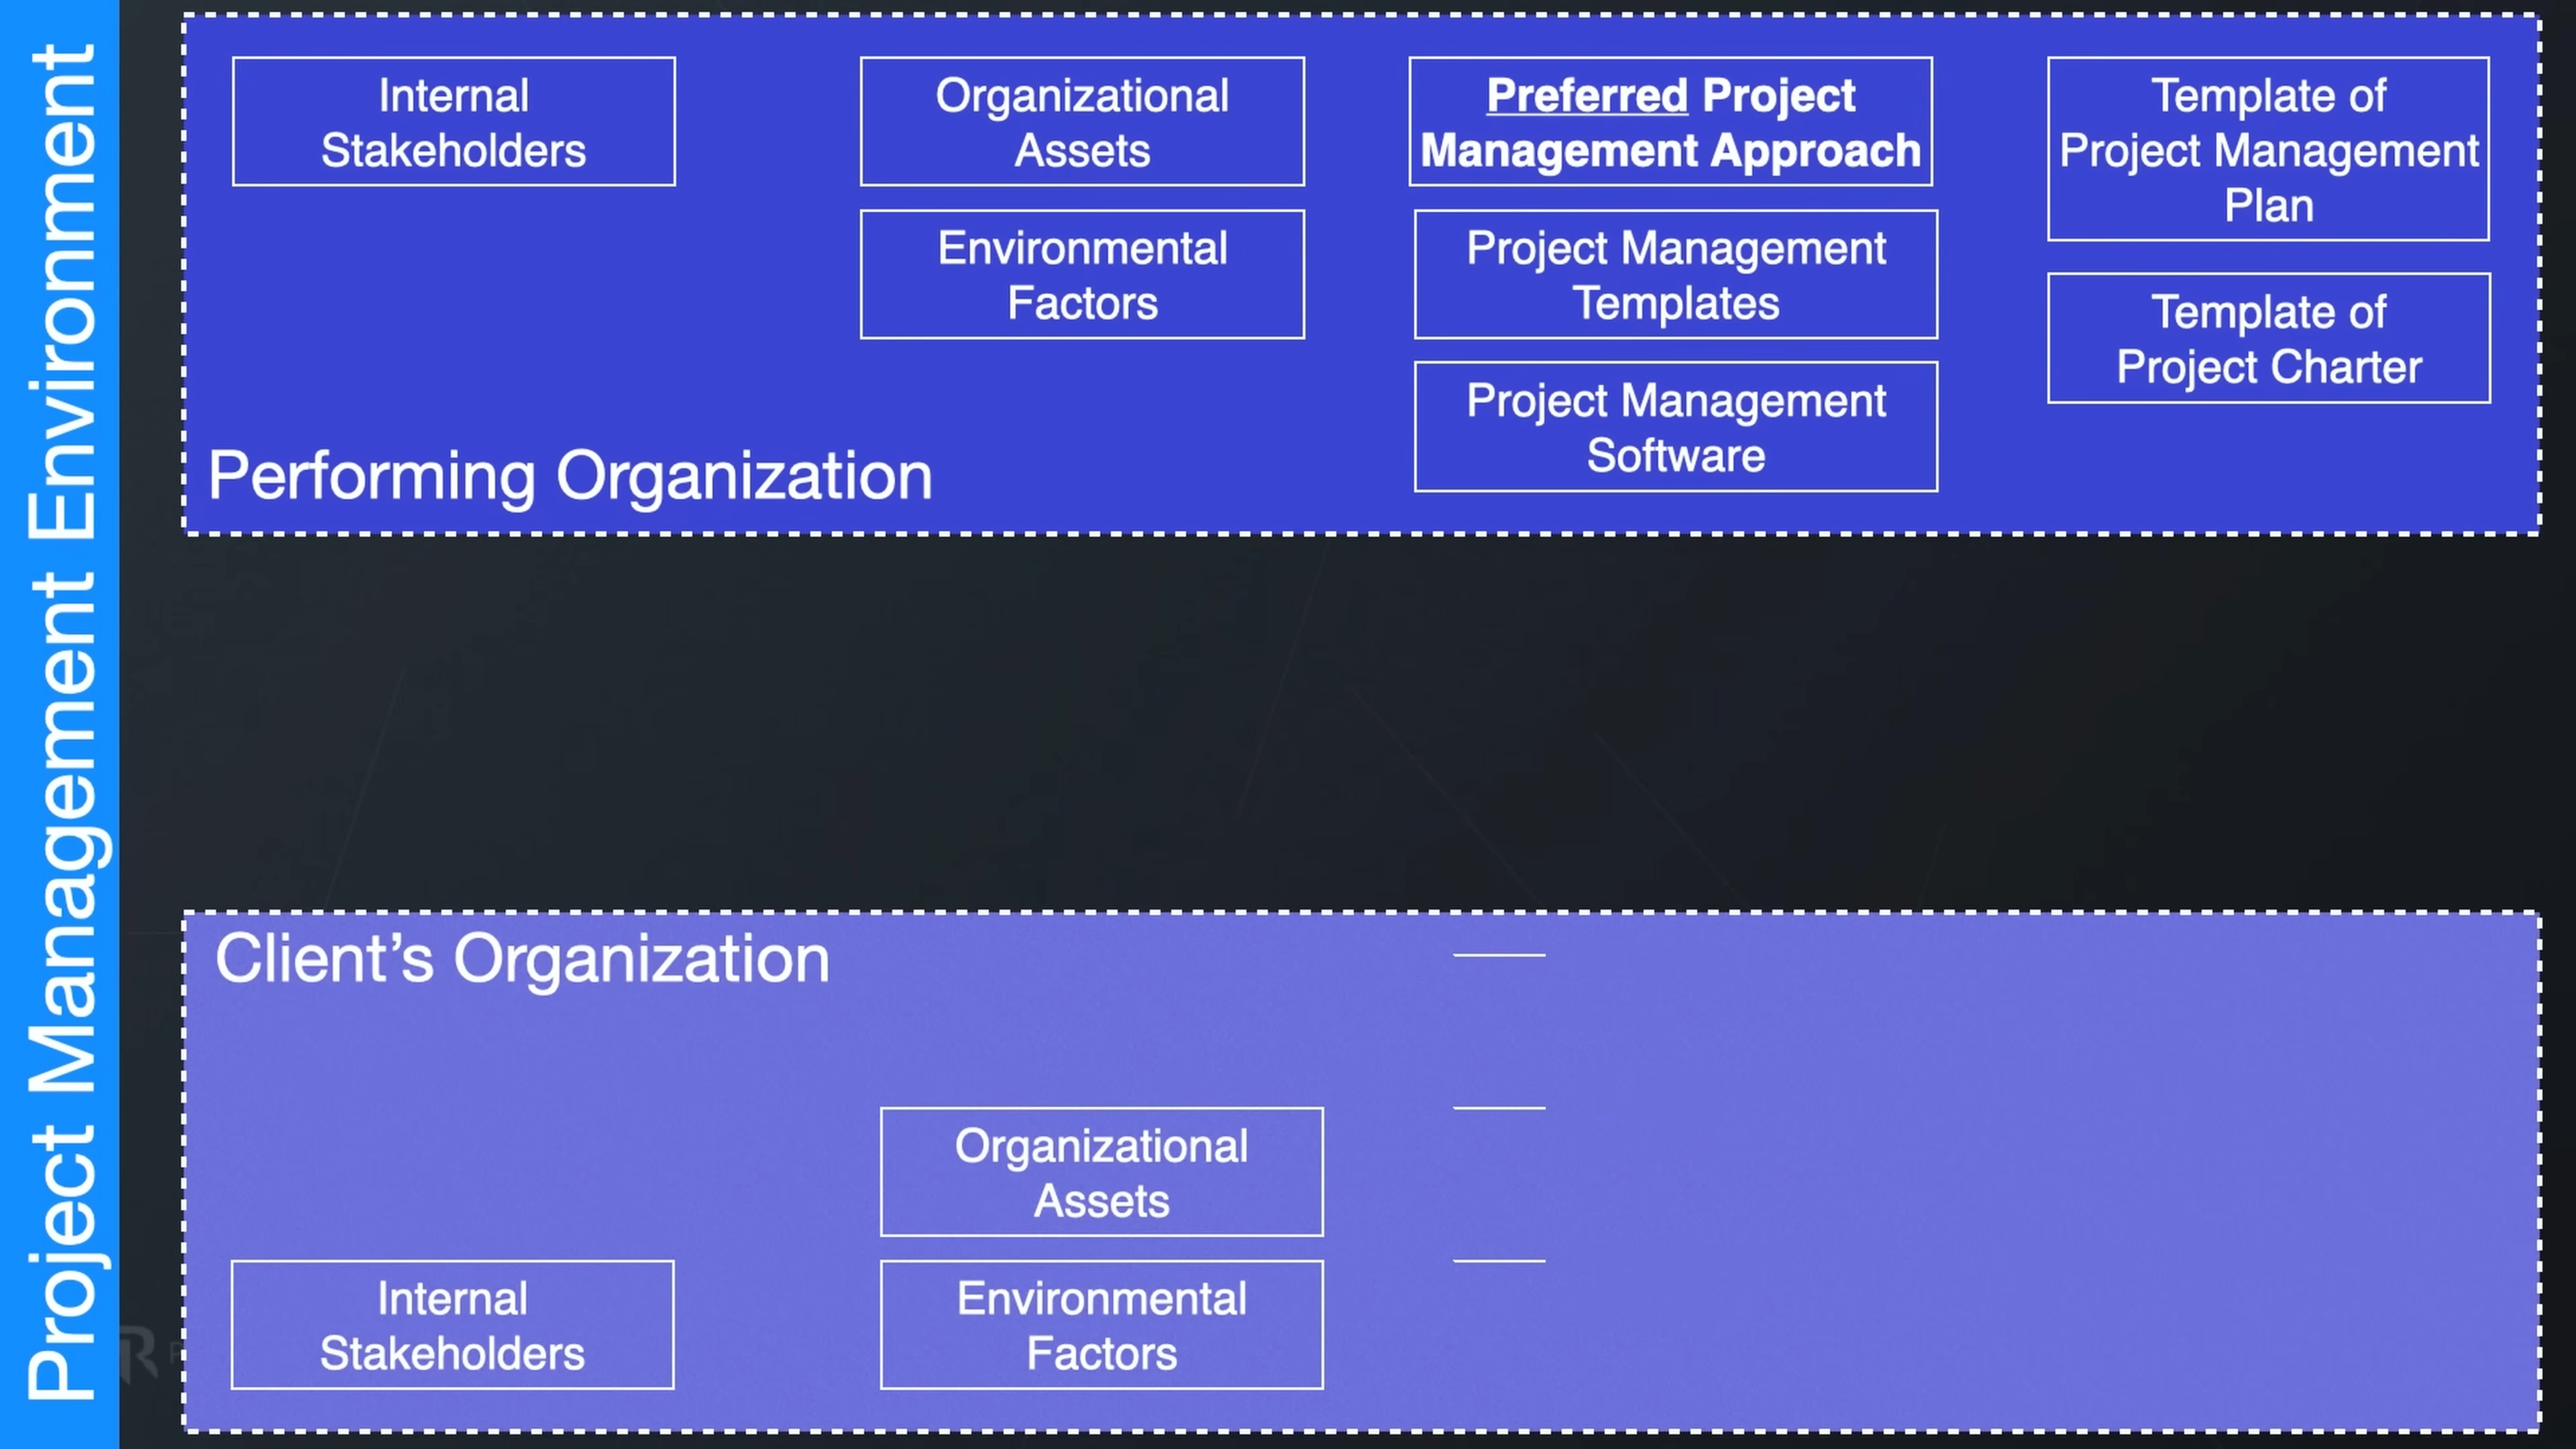 Project Management Environment
Internal
Stakeholders
Organizational
Assets
Environmental
Factors
Preferred Project
Management Approach
Project Management
Templates
Project Management
Software
Template of
Project Management
Plan
Template of
Project Charter
Performing Organization
Client’s Organization
Internal
Stakeholders
Organizational
Assets
Environmental
Factors